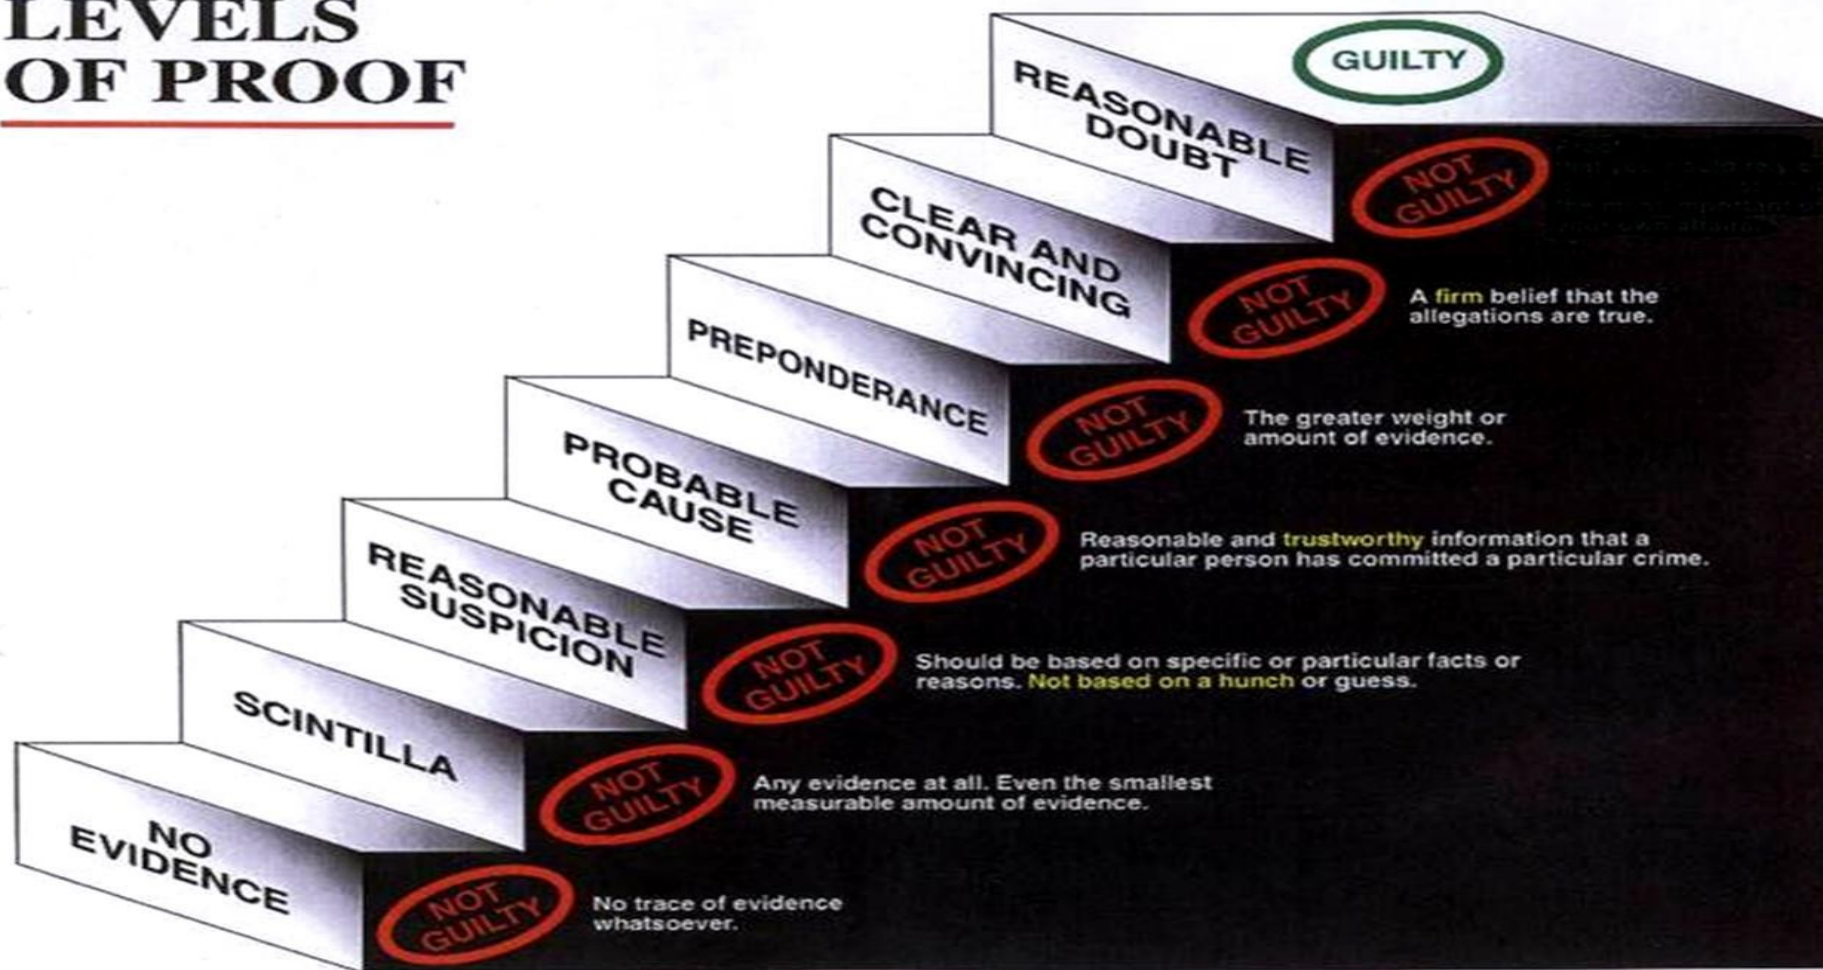 LEVELS
OF PROOF
GUILTY
REASONABLE
DOUBT
NOT
GUILTY
CLEAR AND
CONVINCING
NOT
GUILTY
A firm belief that the
allegations are true.
PREPONDERANCE
NOT
GUILTY
The greater weight or
amount of evidence.
PROBABLE
CAUSE
NOT
GUILTY
Reasonable and trustworthy information that a
particular person has committed a particular crime.
REASONABLE
SUSPICION
NOT
GUILTY
Should be based on specific or particular facts or
reasons. Not based on a hunch or guess.
SCINTILLA
NOT
GUILTY
Any evidence at all. Even the smallest
measurable amount of evidence.
NO
EVIDENCE
NOT
GUILTY
No trace of evidence
whatsoever.